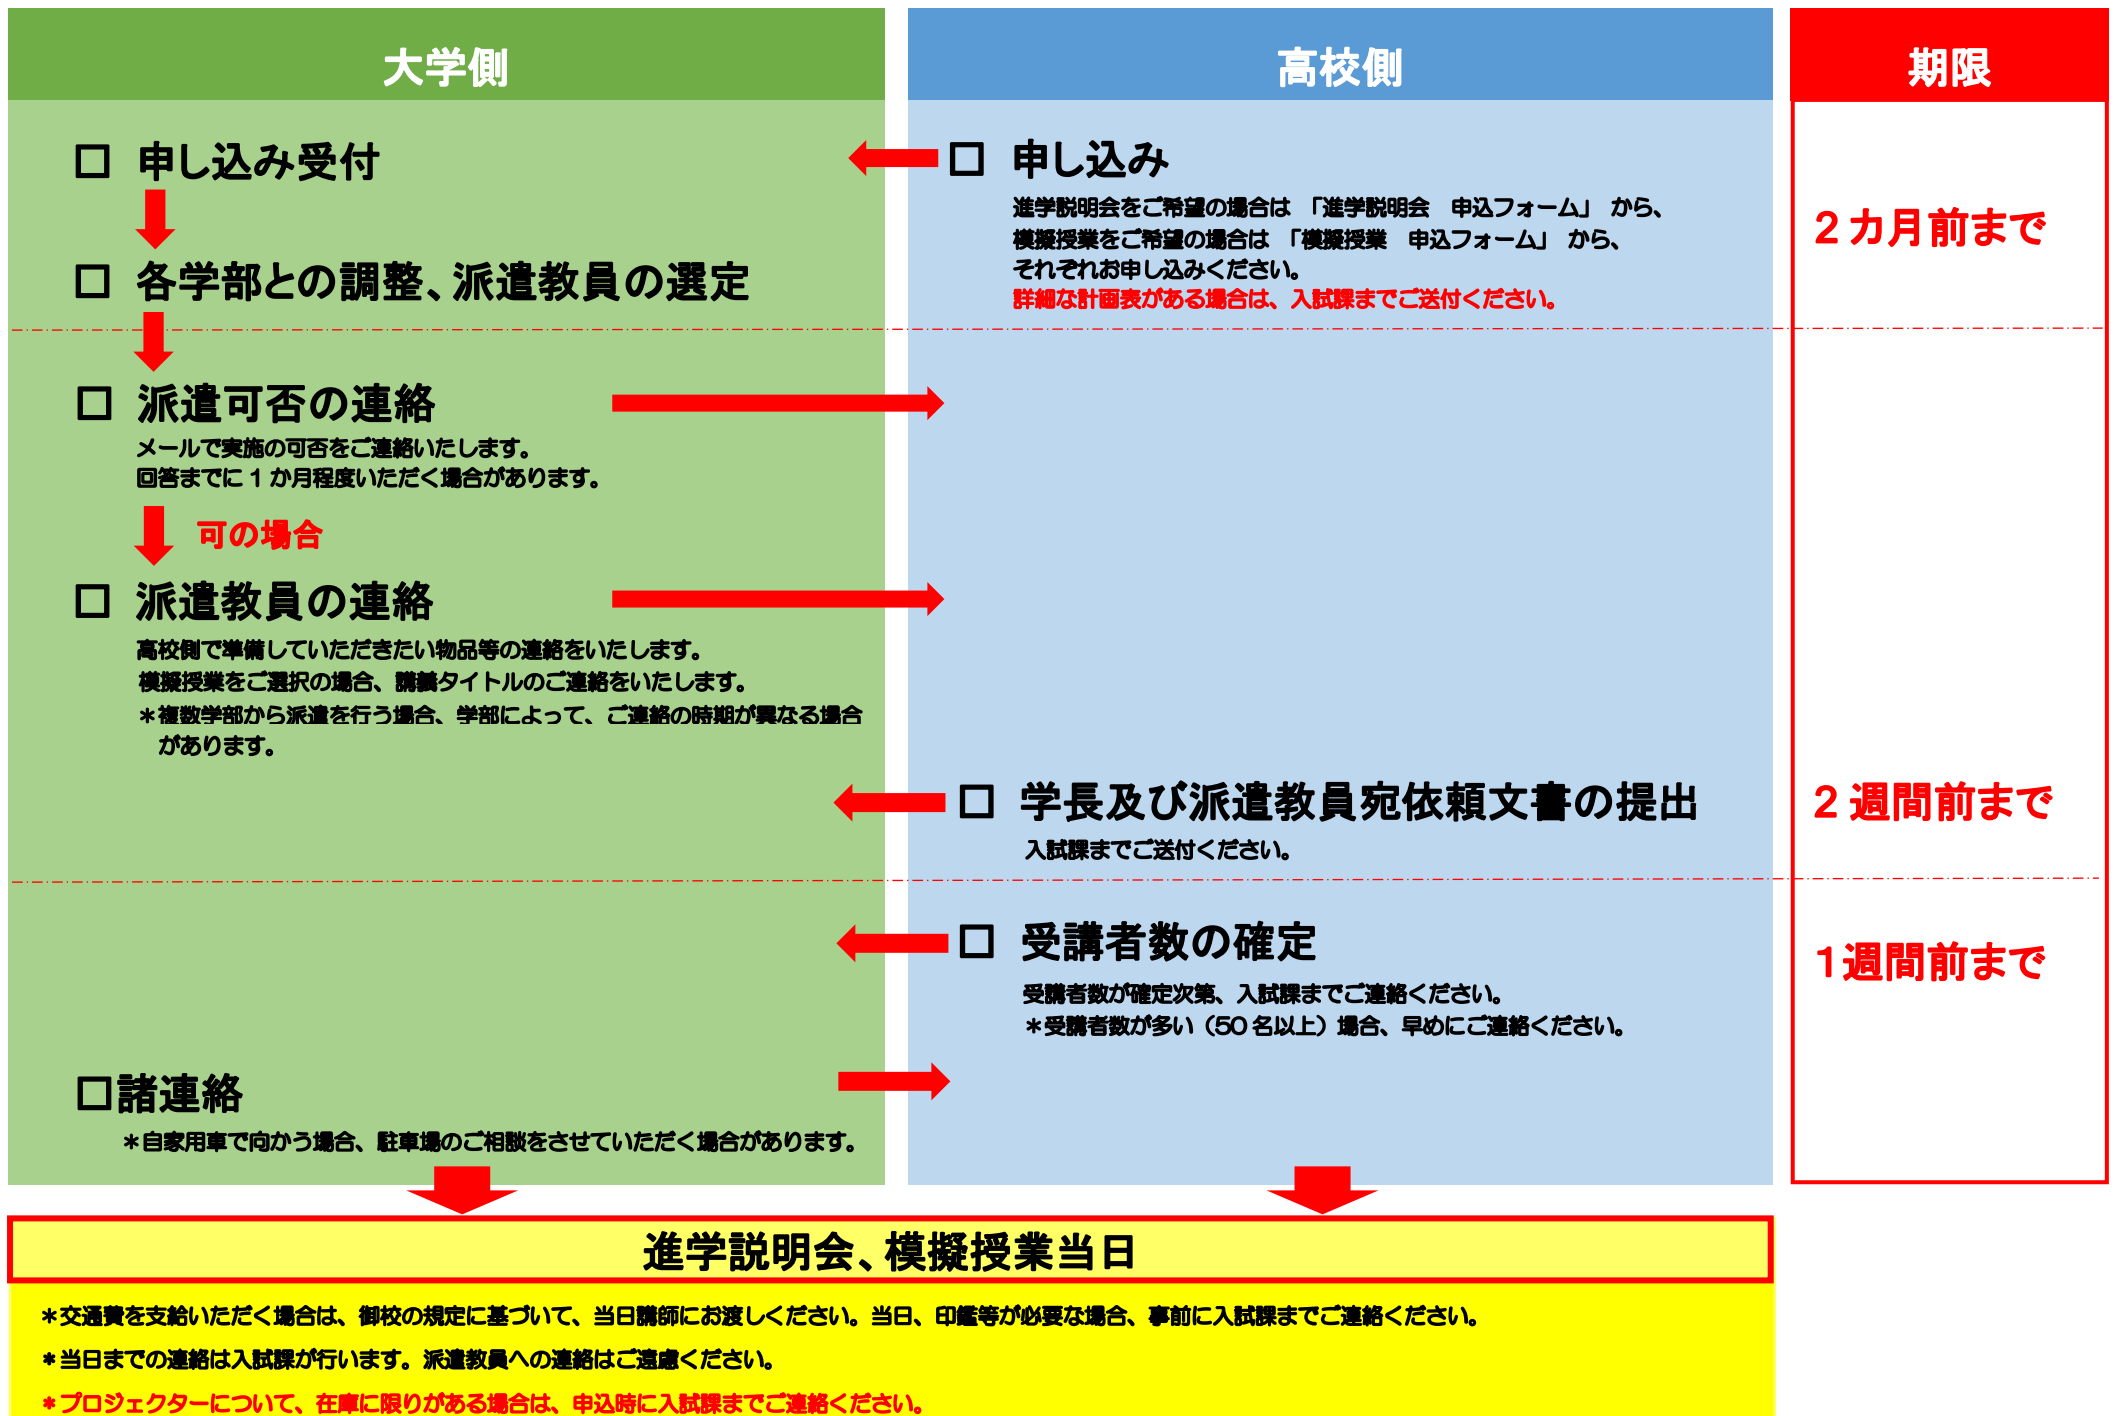 大学側
高校側
期限
□ 申し込み受付
□ 申し込み
進学説明会をご希望の場合は 「進学説明会 申込フォーム」 から、
模擬授業をご希望の場合は 「模擬授業 申込フォーム」 から、
それぞれお申し込みください。
詳細な計画表がある場合は、入試課までご送付ください。
2カ月前まで
□ 各学部との調整、派遣教員の選定
□ 派遣可否の連絡
メールで実施の可否をご連絡いたします。
回答までに 1 か月程度いただく場合があります。
可の場合
□ 派遣教員の連絡
高校側で準備していただきたい物品等の連絡をいたします。
模擬授業をご選択の場合、講義タイトルのご連絡をいたします。
＊複数学部から派遣を行う場合、学部によって、ご連絡の時期が異なる場合
があります。
□ 学長及び派遣教員宛依頼文書の提出
入試課までご送付ください。
2 週間前まで
□ 受講者数の確定
受講者数が確定次第、入試課までご連絡ください。
＊受講者数が多い（50 名以上）場合、早めにご連絡ください。
1週間前まで
□諸連絡
＊自家用車で向かう場合、駐車場のご相談をさせていただく場合があります。
進学説明会、模擬授業当日
＊交通費を支給いただく場合は、御校の規定に基づいて、当日講師にお渡しください。当日、印鑑等が必要な場合、事前に入試課までご連絡ください。
＊当日までの連絡は入試課が行います。派遣教員への連絡はご遠慮ください。
＊プロジェクターについて、在庫に限りがある場合は、申込時に入試課までご連絡ください。